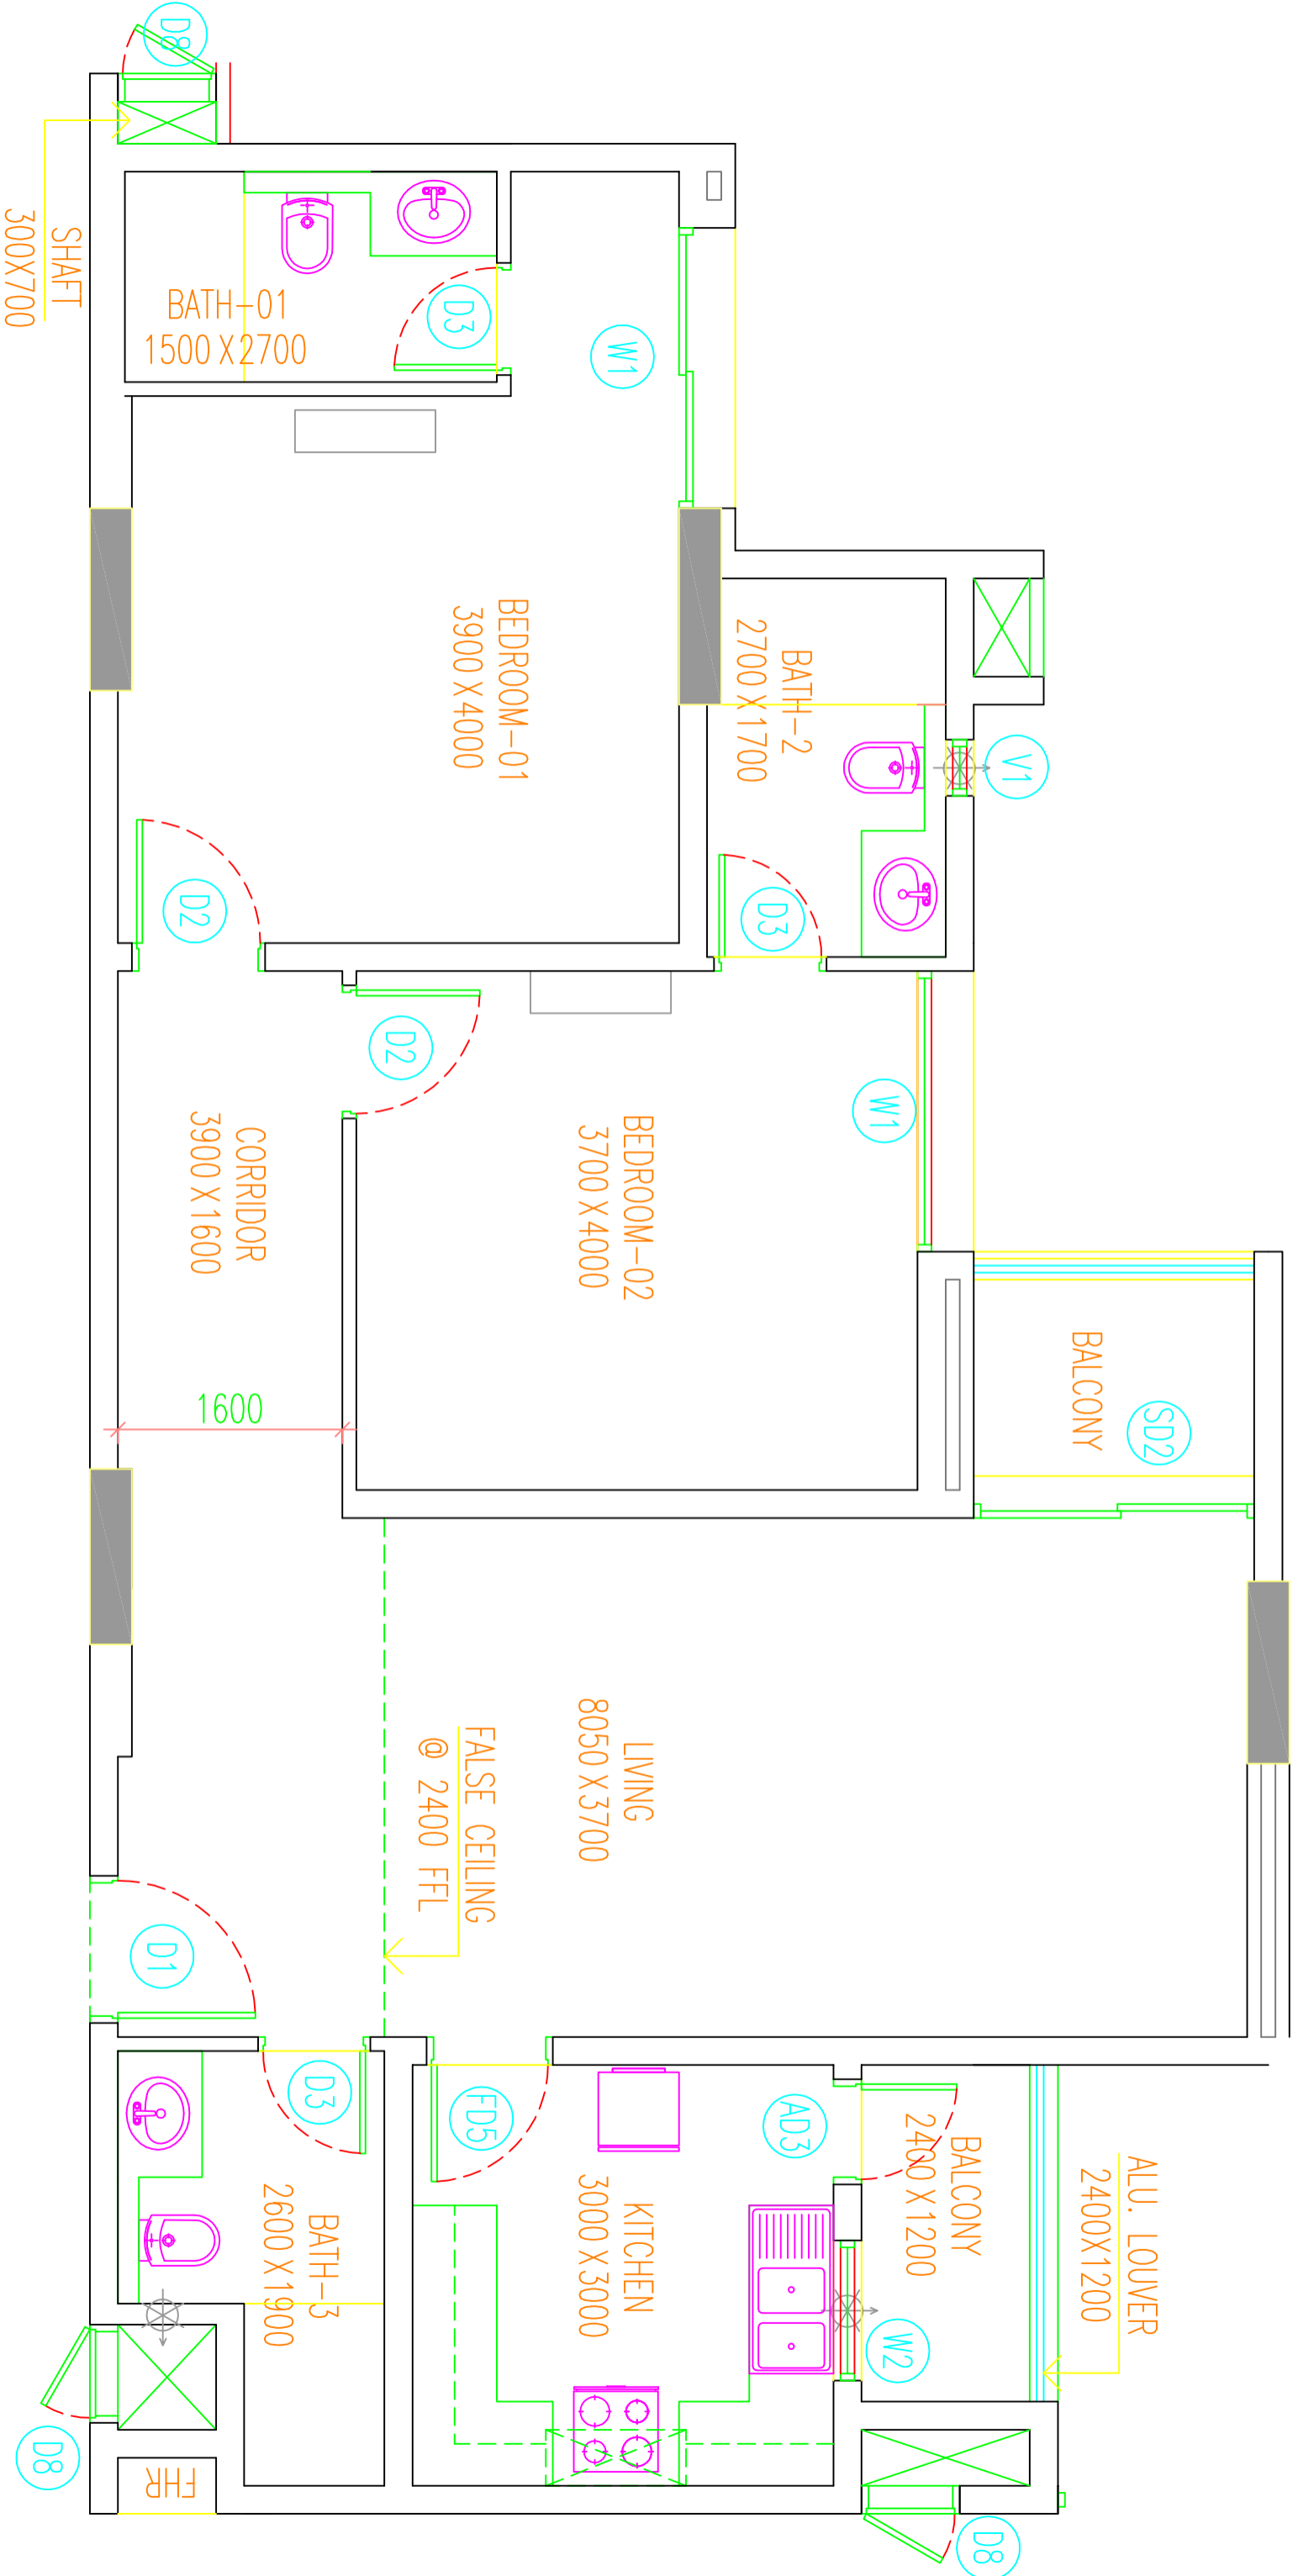 D8
SHAFT
300X700
BATH-01
1500 X2700
D3
W1
BEDROOM-01
3900 X 4000
BATH-2
2700 X 1700
V1
D2
D3
D2
CORRIDOR
3900 X 1600
BEDROOM-02
3700 X 4000
W1
BALCONY
SD2
1600
LIVING
8050 X 3700
FALSE CEILING
@ 2400 FFL
D1
D3
FD5
AD3
BALCONY
2400 X 1200
ALU. LOUVER
2400X1200
BATH-3
2600 X 1900
KITCHEN
3000 X 3000
W2
D8
FHR
D8